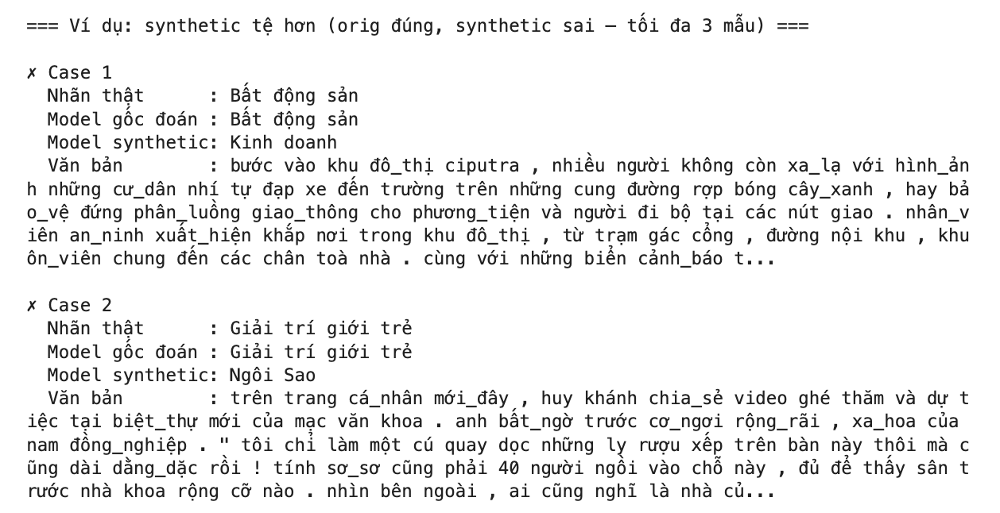 === Ví dụ: synthetic tệ hơn (orig đúng, synthetic sai — tối đa 3 mẫu) ===
✗ Case 1
Nhãn thật : Bất động sản
Model gốc đoán : Bất động sản
Model synthetic: Kinh doanh
Văn bản : bước vào khu đô_thị ciputra , nhiều người không còn xa_lạ với hình_ản
h những cư_dân nhí tự đạp xe đến trường trên những cung đường rợp bóng cây_xanh , hay bả
o_vệ đứng phân_luồng giao_thông cho phương_tiện và người đi bộ tại các nút giao . nhân_v
iên an_ninh xuất_hiện khắp nơi trong khu đô_thị , từ trạm gác cổng , đường nội khu , khu
ôn_viên chung đến các chân toà nhà . cùng với những biển cảnh_báo t...
✗ Case 2
Nhãn thật : Giải trí giới trẻ
Model gốc đoán : Giải trí giới trẻ
Model synthetic: Ngôi Sao
Văn bản : trên trang cá_nhân mới_đây , huy khánh chia_sẻ video ghé thăm và dự t
iệc tại biệt_thự mới của mạc văn khoa . anh bất_ngờ trước cơ_ngơi rộng_rãi , xa_hoa của
nam đồng_nghiệp . " tôi chỉ làm một cú quay dọc những ly rượu xếp trên bàn này thôi mà c
ũng dài dằng_dặc rồi ! tính sơ_sơ cũng phải 40 người ngồi vào chỗ này , đủ để thấy sân t
rước nhà khoa rộng cỡ nào . nhìn bên ngoài , ai cũng nghĩ là nhà củ...